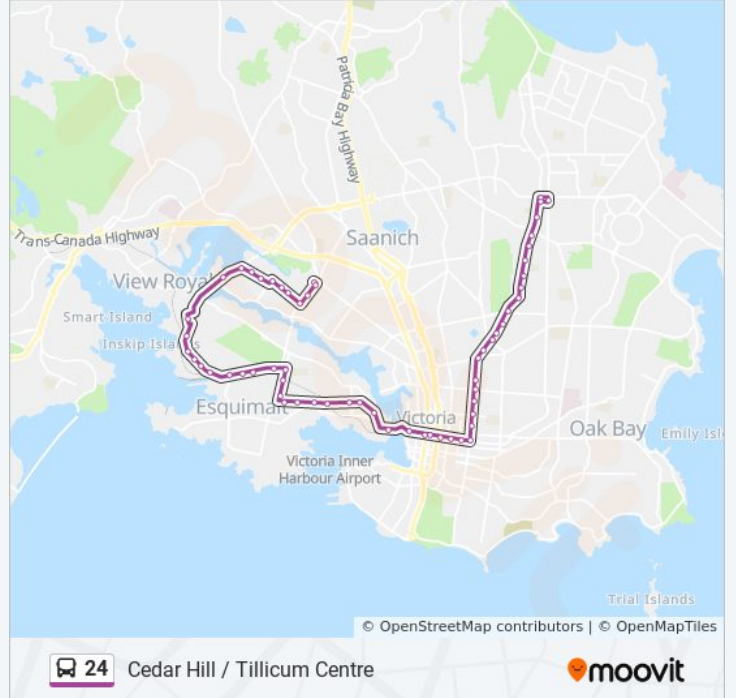 Patricia Bay Highway
Trans-Canada Highway
Saanich
View Royal
Smart Island
Inskip Islands
Esquimalt
Victoria
Oak Bay
Emily Isl
Victoria Inner
Harbour Airport
Trial Islands
© OpenStreetMap contributors | © OpenMapTiles
24 Cedar Hill / Tillicum Centre
moovit